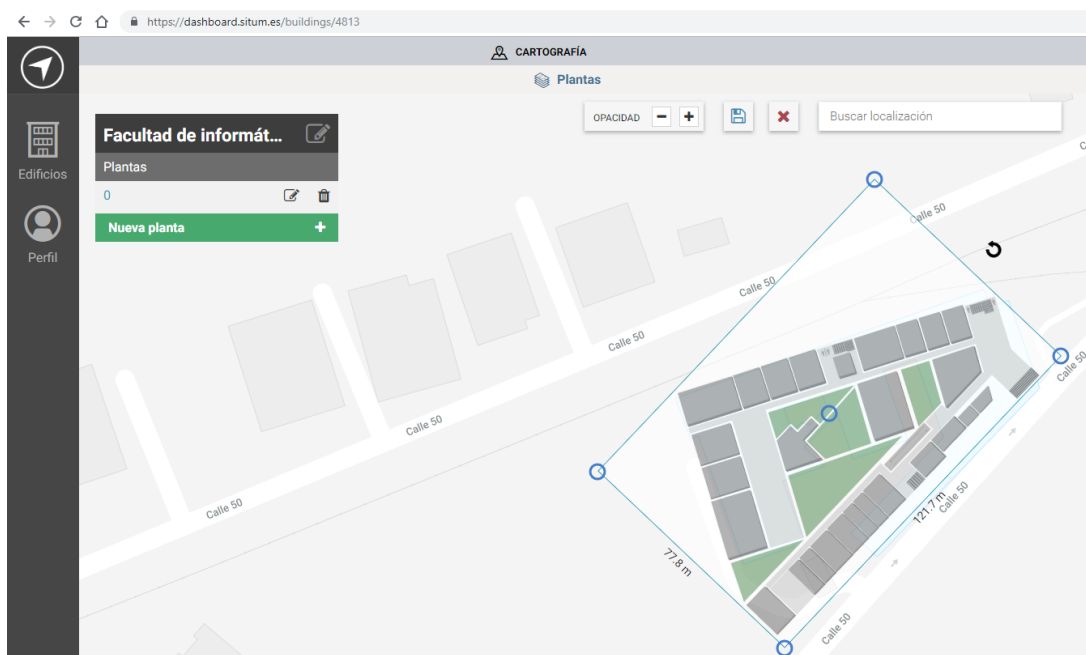 https://dashboard.situm.es/buildings/4813
CARTOGRAFÍA
Plantas
Edificios
Perfil
Facultad de informát...
Plantas
0
Nueva planta +
OPACIDAD − +
Buscar localización
Calle 50
Calle 50
Calle 50
Calle 50
Calle 50
Calle 50
Calle 50
Calle 50
77.8 m
121.7 m